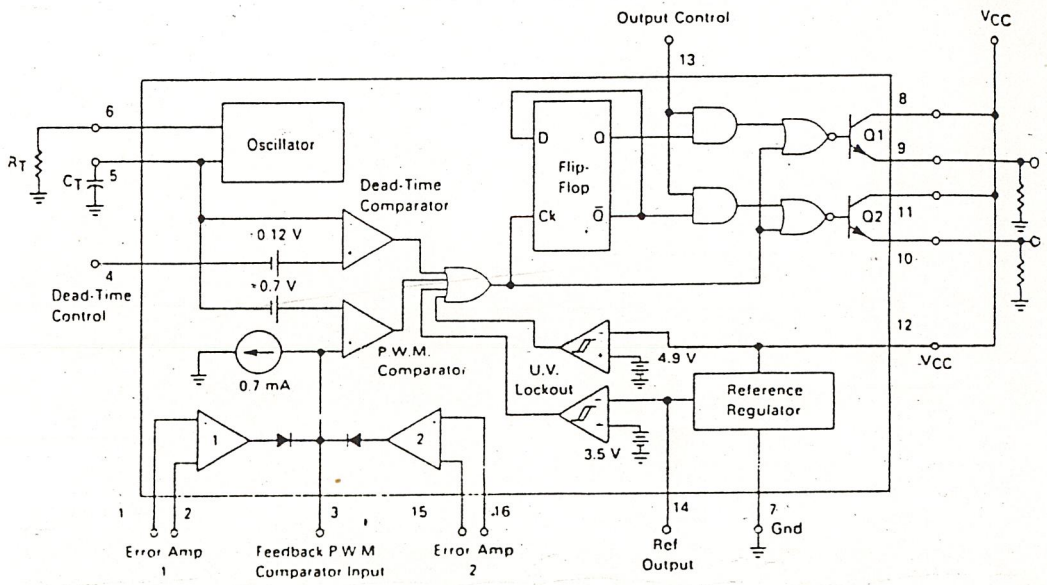 Output Control
VCC
13
6
8
Oscillator
D
Q
Q1
RT
5
9
CT
Flip-
Flop
Dead-Time
Comparator
Ck
Q̅
Q2
11
0.12 V
4
10
Dead-Time
Control
0.7 V
12
4.9 V
VCC
P.W.M.
Comparator
U.V.
Lockout
0.7 mA
Reference
Regulator
1
2
3.5 V
1
2
3
15
16
14
7
Gnd
Error Amp
1
Feedback P.W.M.
Comparator Input
Error Amp
2
Ref
Output